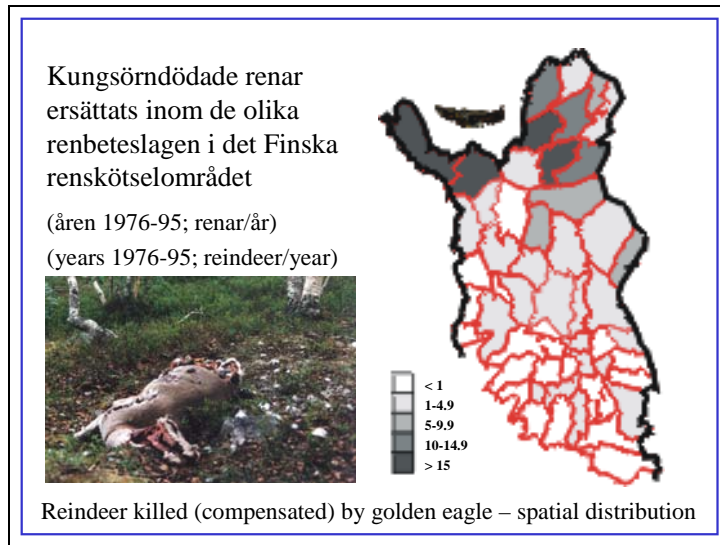 Kungsörndödade renar
ersättats inom de olika
renbeteslagen i det Finska
renskötselområdet
(åren 1976-95; renar/år)
(years 1976-95; reindeer/year)
< 1
1-4.9
5-9.9
10-14.9
> 15
Reindeer killed (compensated) by golden eagle – spatial distribution